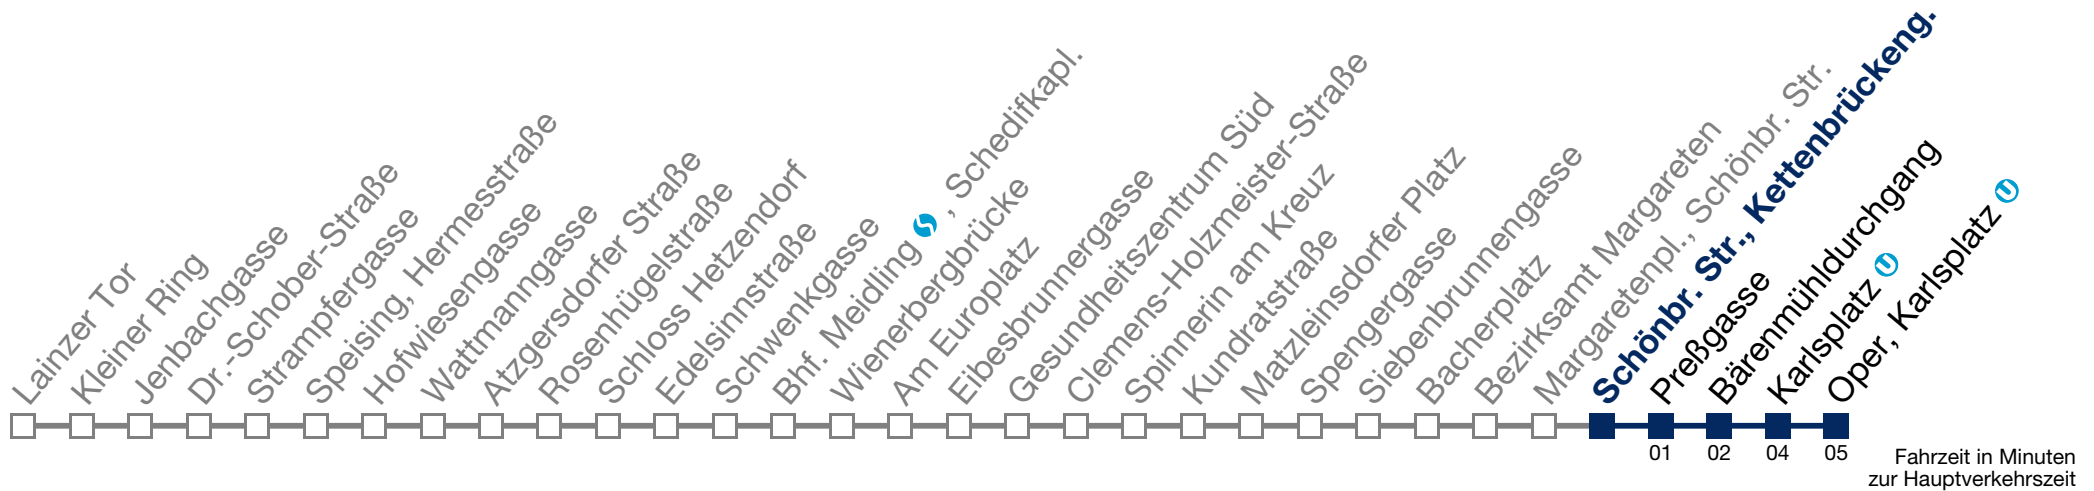 Lainzer Tor
Kleiner Ring
Jenbachgasse
Dr.-Schober-Straße
Strampfergasse
Speising, Hermesstraße
Hofwiesengasse
Wattmanngasse
Atzgersdorfer Straße
Rosenhügelstraße
Schloss Hetzendorf
Edelsinnstraße
Schwenkgasse
Bhf. Meidling S , Schedifkapl.
Wienerbergbrücke
Am Europlatz
Eibesbrunnergasse
Gesundheitszentrum Süd
Clemens-Holzmeister-Straße
Spinnerin am Kreuz
Kundratstraße
Matzleinsdorfer Platz
Spengergasse
Siebenbrunnengasse
Bacherplatz
Bezirksamt Margareten
Margaretenpl., Schönbr. Str.
Schönbr. Str., Kettenbrückeng.
Preßgasse
Bärenmühldurchgang
Karlsplatz U
Oper, Karlsplatz U
01 02 04 05
Fahrzeit in Minuten
zur Hauptverkehrszeit